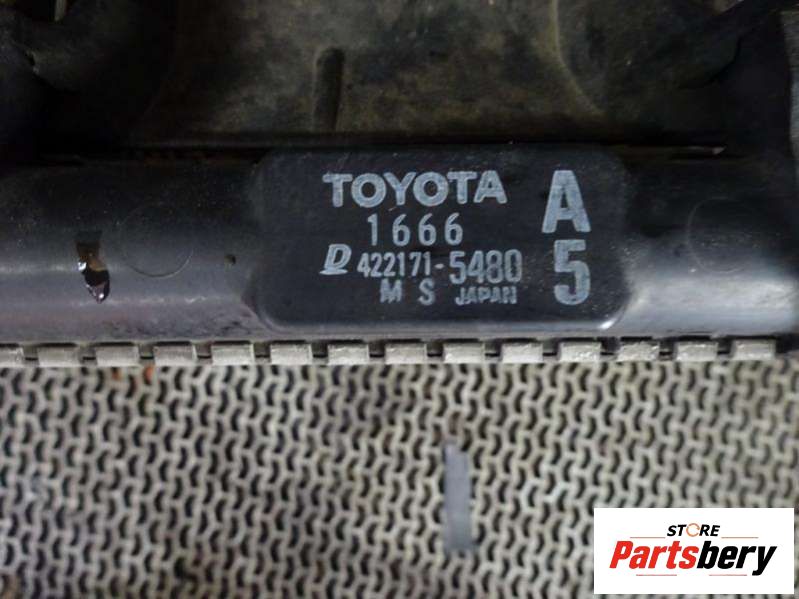 TOYOTA
1666
D 422171-5480
M S JAPAN
A
5
STORE
Partsbery